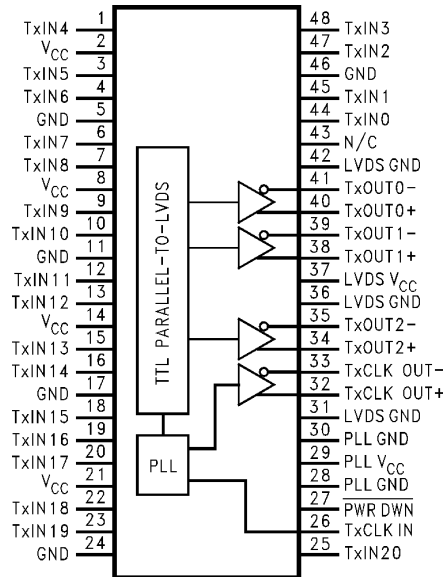 TxIN4 1
VCC 2
TxIN5 3
TxIN6 4
GND 5
TxIN7 6
TxIN8 7
VCC 8
TxIN9 9
TxIN10 10
GND 11
TxIN11 12
TxIN12 13
VCC 14
TxIN13 15
TxIN14 16
GND 17
TxIN15 18
TxIN16 19
TxIN17 20
VCC 21
TxIN18 22
TxIN19 23
GND 24
TTL PARALLEL-TO-LVDS
PLL
48 TxIN3
47 TxIN2
46 GND
45 TxIN1
44 TxIN0
43 N/C
42 LVDS GND
41 TxOUT0-
40 TxOUT0+
39 TxOUT1-
38 TxOUT1+
37 LVDS VCC
36 LVDS GND
35 TxOUT2-
34 TxOUT2+
33 TxCLK OUT-
32 TxCLK OUT+
31 LVDS GND
30 PLL GND
29 PLL VCC
28 PLL GND
27 PWR DWN
26 TxCLK IN
25 TxIN20